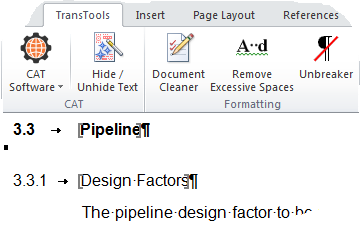 TransTools Insert Page Layout References
CAT Software Hide / Unhide Text Document Cleaner A··d Remove Excessive Spaces ¶ Unbreaker
CAT Formatting
3.3 → [Pipeline]¶
3.3.1 → [Design·Factors]¶
The·pipeline·design·factor·to·be